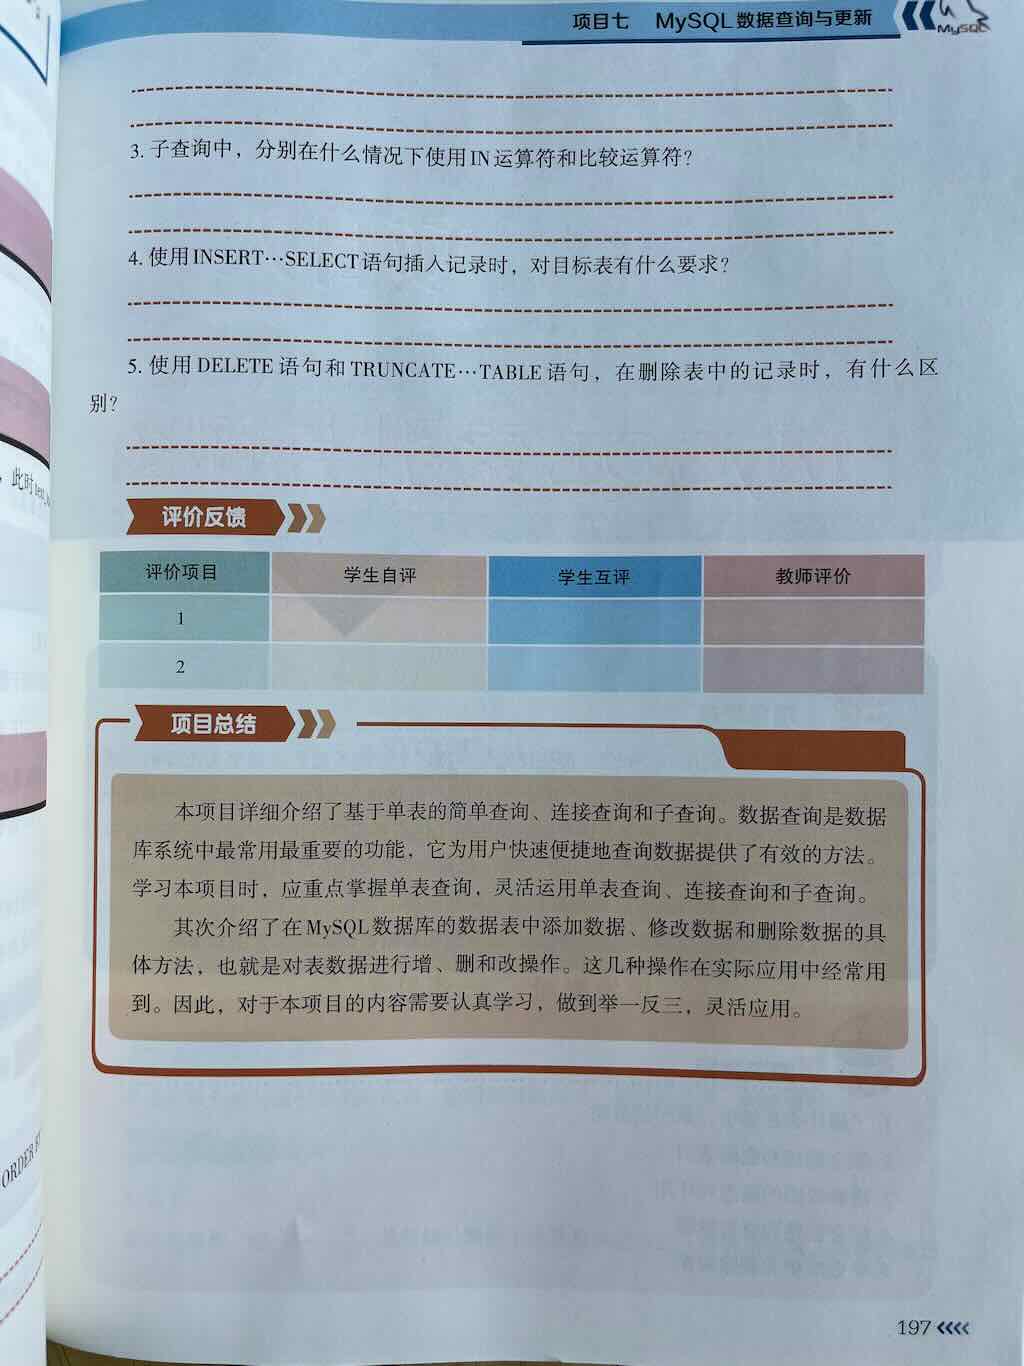 项目七 MySQL数据查询与更新
MySQL
3. 子查询中，分别在什么情况下使用IN运算符和比较运算符？
4. 使用INSERT…SELECT语句插入记录时，对目标表有什么要求？
5. 使用DELETE语句和TRUNCATE…TABLE语句，在删除表中的记录时，有什么区
别？
，此时
评价反馈
评价项目 学生自评 学生互评 教师评价
1
2
项目总结
本项目详细介绍了基于单表的简单查询、连接查询和子查询。数据查询是数据
库系统中最常用最重要的功能，它为用户快速便捷地查询数据提供了有效的方法。
学习本项目时，应重点掌握单表查询，灵活运用单表查询、连接查询和子查询。
其次介绍了在MySQL数据库的数据表中添加数据、修改数据和删除数据的具
体方法，也就是对表数据进行增、删和改操作。这几种操作在实际应用中经常用
到。因此，对于本项目的内容需要认真学习，做到举一反三，灵活应用。
ORDER
197